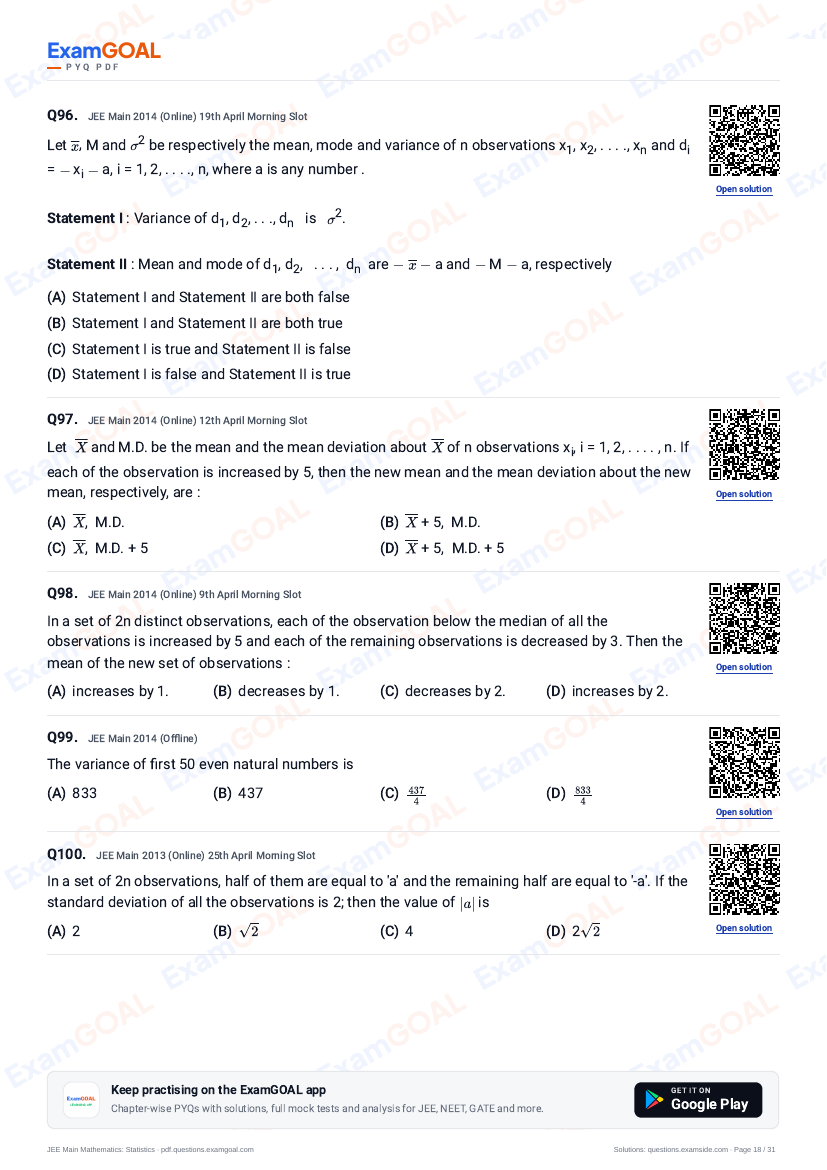 ExamGOAL
PYQ PDF
Q96. JEE Main 2014 (Online) 19th April Morning Slot
Let x̅, M and σ² be respectively the mean, mode and variance of n observations x₁, x₂, . . . ., xₙ and dᵢ
= − xᵢ − a, i = 1, 2, . . . ., n, where a is any number .
Statement I : Variance of d₁, d₂, . . ., dₙ is σ².
Statement II : Mean and mode of d₁, d₂, . . . ., dₙ are − x̅ − a and − M − a, respectively
(A) Statement I and Statement II are both false
(B) Statement I and Statement II are both true
(C) Statement I is true and Statement II is false
(D) Statement I is false and Statement II is true
Open solution
Q97. JEE Main 2014 (Online) 12th April Morning Slot
Let X̅ and M.D. be the mean and the mean deviation about X̅ of n observations xᵢ, i = 1, 2, . . . . , n. If
each of the observation is increased by 5, then the new mean and the mean deviation about the new
mean, respectively, are :
(A) X̅, M.D. (B) X̅ + 5, M.D.
(C) X̅, M.D. + 5 (D) X̅ + 5, M.D. + 5
Open solution
Q98. JEE Main 2014 (Online) 9th April Morning Slot
In a set of 2n distinct observations, each of the observation below the median of all the
observations is increased by 5 and each of the remaining observations is decreased by 3. Then the
mean of the new set of observations :
(A) increases by 1. (B) decreases by 1. (C) decreases by 2. (D) increases by 2.
Open solution
Q99. JEE Main 2014 (Offline)
The variance of first 50 even natural numbers is
(A) 833 (B) 437 (C) 437/4 (D) 833/4
Open solution
Q100. JEE Main 2013 (Online) 25th April Morning Slot
In a set of 2n observations, half of them are equal to 'a' and the remaining half are equal to '-a'. If the
standard deviation of all the observations is 2; then the value of |a| is
(A) 2 (B) √2 (C) 4 (D) 2√2
Open solution
ExamGOAL
Keep practising on the ExamGOAL app
Chapter-wise PYQs with solutions, full mock tests and analysis for JEE, NEET, GATE and more.
GET IT ON
Google Play
JEE Main Mathematics: Statistics · pdf.questions.examgoal.com
Solutions: questions.examside.com · Page 18 / 31